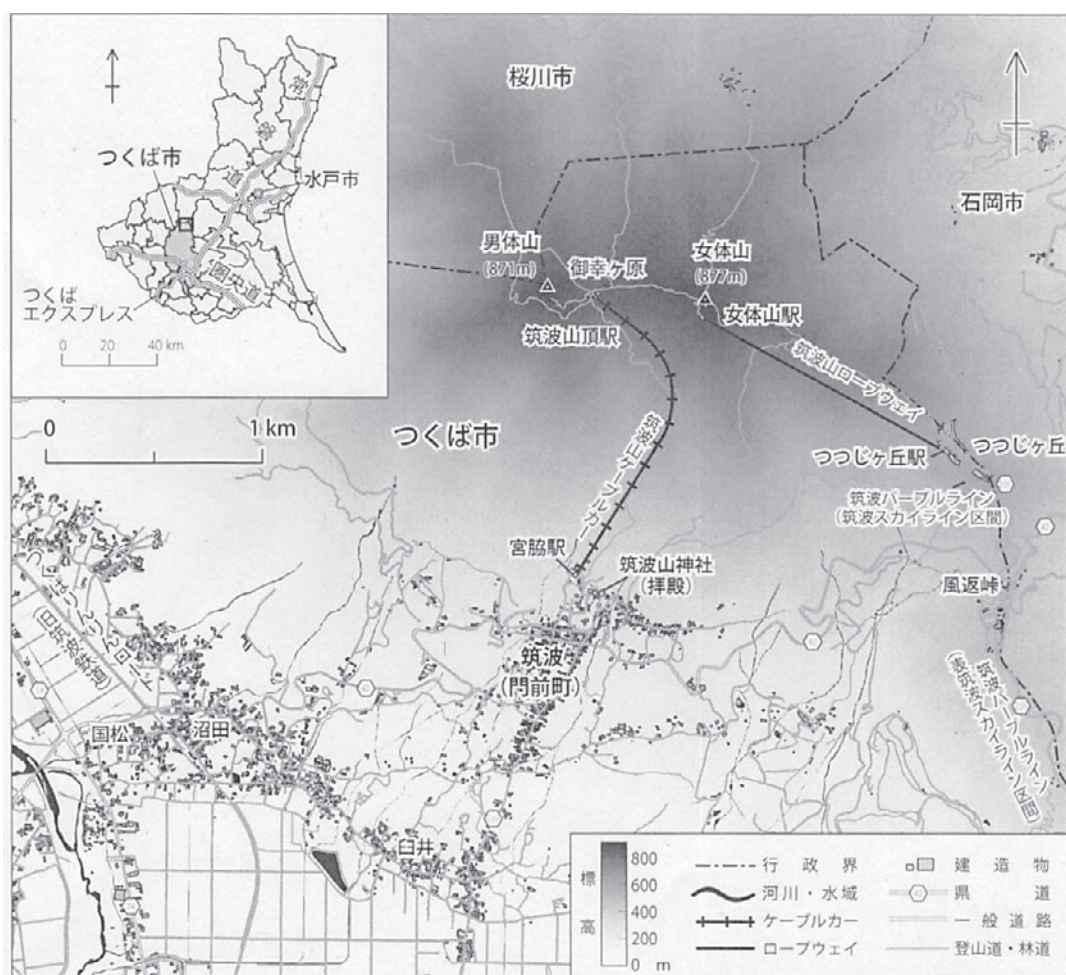 桜川市
石岡市
常
磐
道
つくば市
水戸市
圏央道
つくば
エクスプレス
0 20 40 km
男体山
(871m)
御幸ヶ原
女体山
(877m)
筑波山頂駅
女体山駅
筑波山ロープウェイ
つつじヶ丘駅
つつじヶ丘
筑波パープルライン
(筑波スカイライン区間)
0 1 km
つくば市
筑波山ケーブルカー
宮脇駅
筑波山神社
(拝殿)
風返峠
筑波
(門前町)
つくばりんりんロード
(旧筑波鉄道)
国松
沼田
臼井
筑波パープルライン
(表筑波スカイライン区間)
42
42
標高
800
600
400
200
0 m
行政界
河川・水域
ケーブルカー
ロープウェイ
建造物
県道
一般道路
登山道・林道